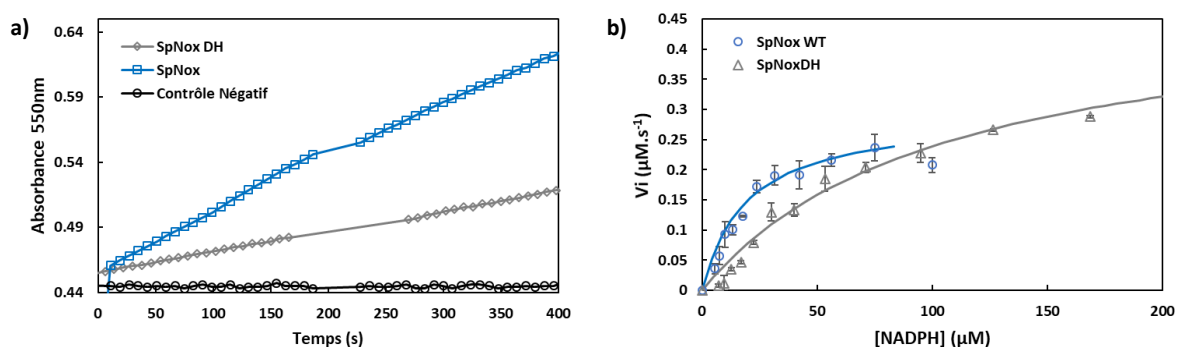 a)
Absorbance 550nm
0.64
0.59
0.54
0.49
0.44
SpNox DH
SpNox
Contrôle Négatif
0 50 100 150 200 250 300 350 400
Temps (s)
b)
Vi (µM.s⁻¹)
0.45
0.4
0.35
0.3
0.25
0.2
0.15
0.1
0.05
0
SpNox WT
SpNoxDH
0 50 100 150 200
[NADPH] (µM)